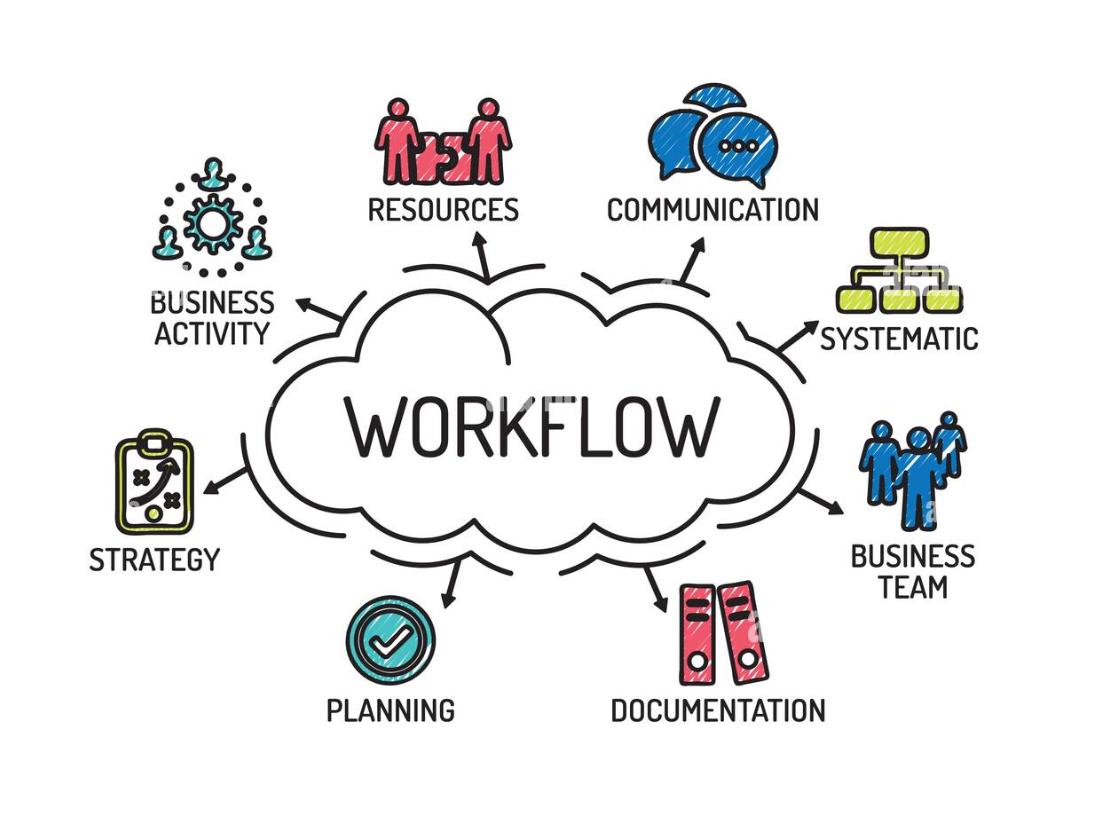 RESOURCES
COMMUNICATION
BUSINESS
ACTIVITY
SYSTEMATIC
WORKFLOW
STRATEGY
BUSINESS
TEAM
PLANNING
DOCUMENTATION